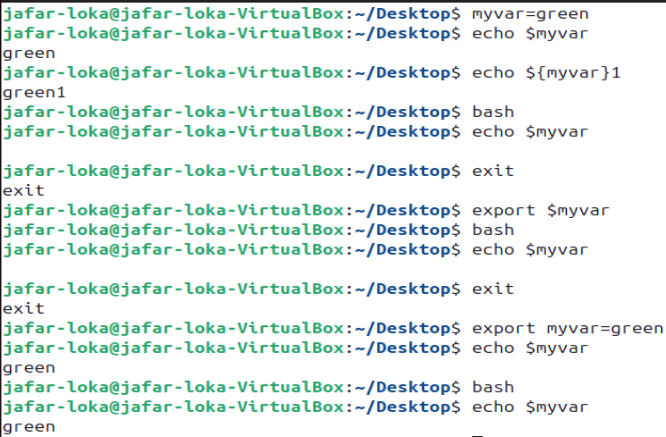 jafar-loka@jafar-loka-VirtualBox:~/Desktop$ myvar=green
jafar-loka@jafar-loka-VirtualBox:~/Desktop$ echo $myvar
green
jafar-loka@jafar-loka-VirtualBox:~/Desktop$ echo ${myvar}1
green1
jafar-loka@jafar-loka-VirtualBox:~/Desktop$ bash
jafar-loka@jafar-loka-VirtualBox:~/Desktop$ echo $myvar

jafar-loka@jafar-loka-VirtualBox:~/Desktop$ exit
exit
jafar-loka@jafar-loka-VirtualBox:~/Desktop$ export $myvar
jafar-loka@jafar-loka-VirtualBox:~/Desktop$ bash
jafar-loka@jafar-loka-VirtualBox:~/Desktop$ echo $myvar

jafar-loka@jafar-loka-VirtualBox:~/Desktop$ exit
exit
jafar-loka@jafar-loka-VirtualBox:~/Desktop$ export myvar=green
jafar-loka@jafar-loka-VirtualBox:~/Desktop$ echo $myvar
green
jafar-loka@jafar-loka-VirtualBox:~/Desktop$ bash
jafar-loka@jafar-loka-VirtualBox:~/Desktop$ echo $myvar
green